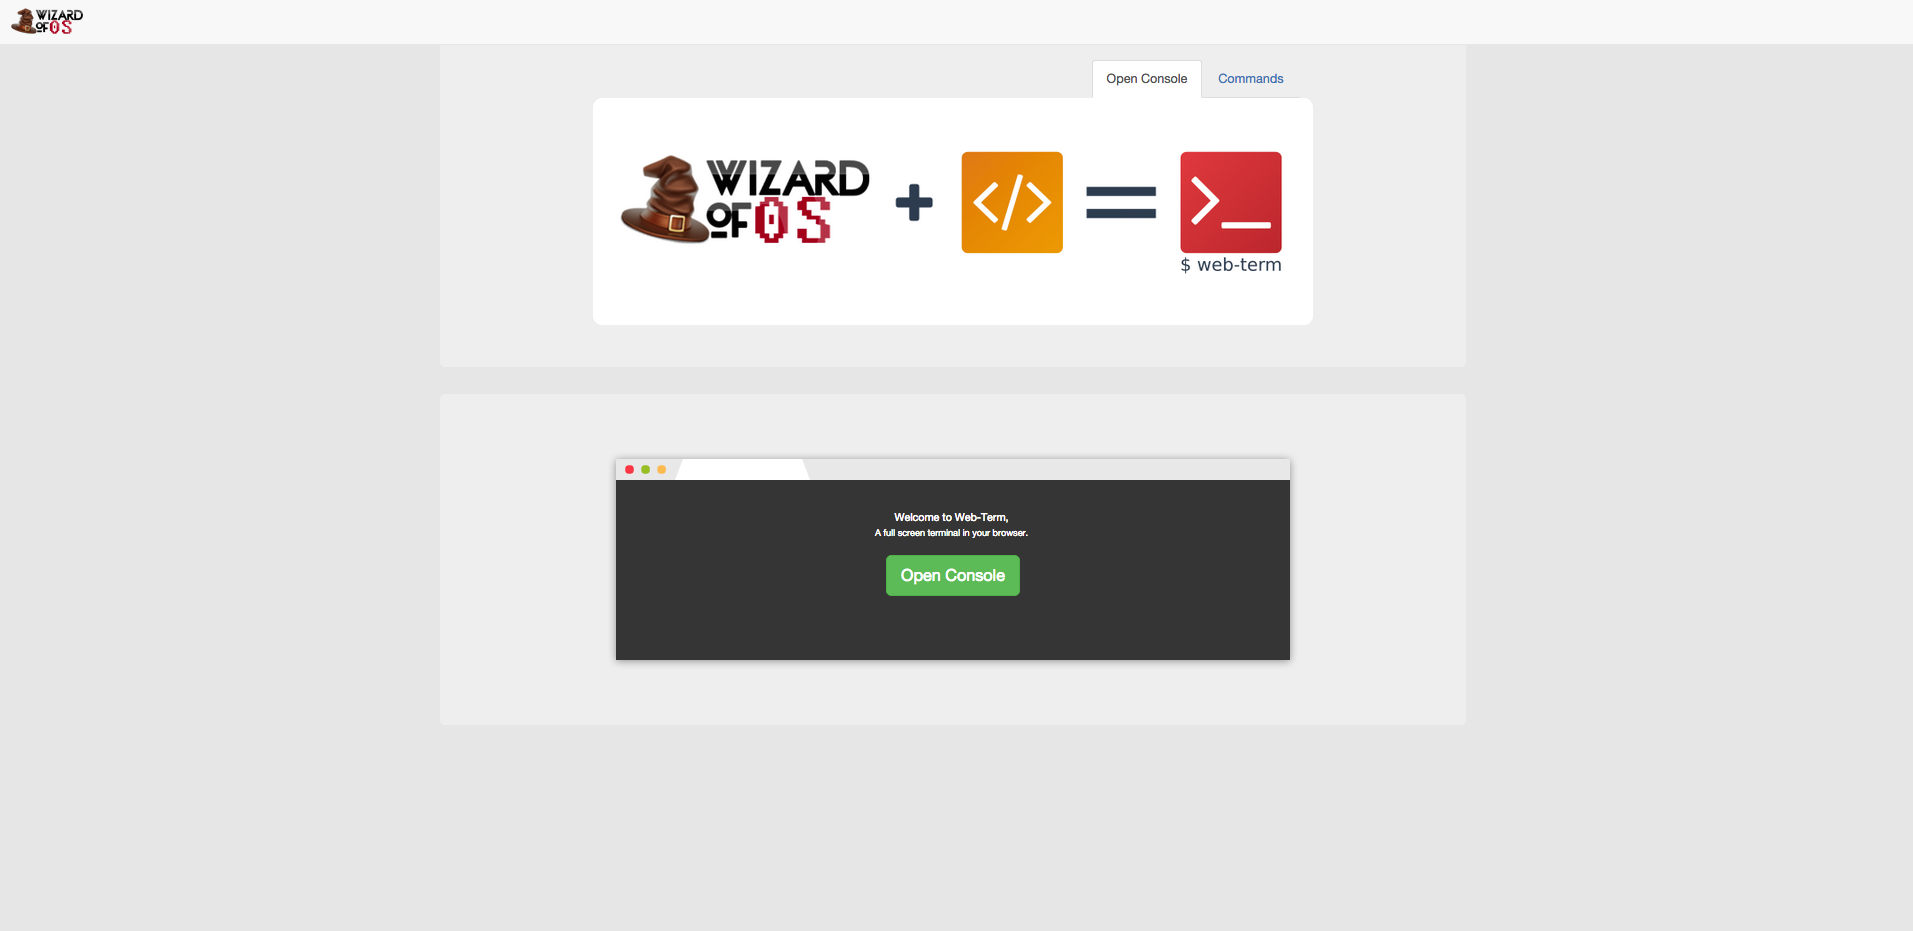 WIZARD
OF OS
Open Console
Commands
WIZARD
OF OS
</>
>_
$ web-term
Welcome to Web-Term,
A full screen terminal in your browser.
Open Console